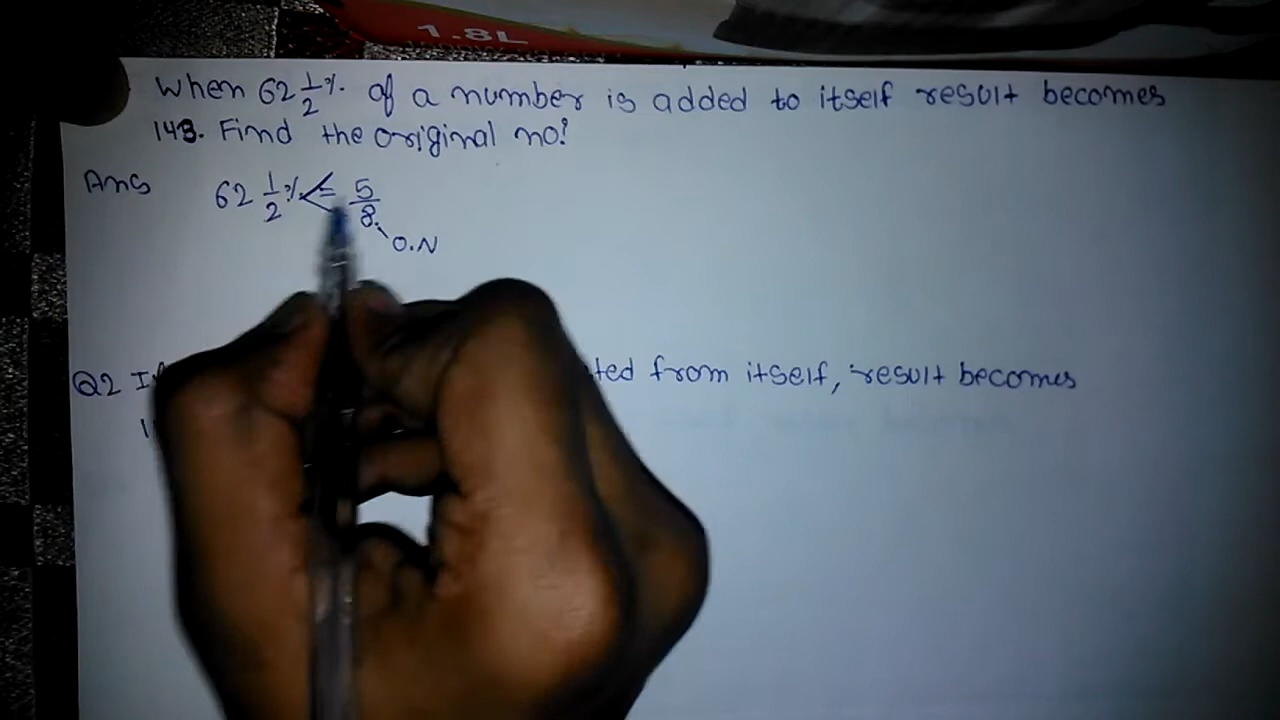 1.8L
When 62 1/2 % of a number is added to itself result becomes
143. Find the original no?
Ans 62 1/2 % = 5/8
O.N
Q2 from itself, result becomes